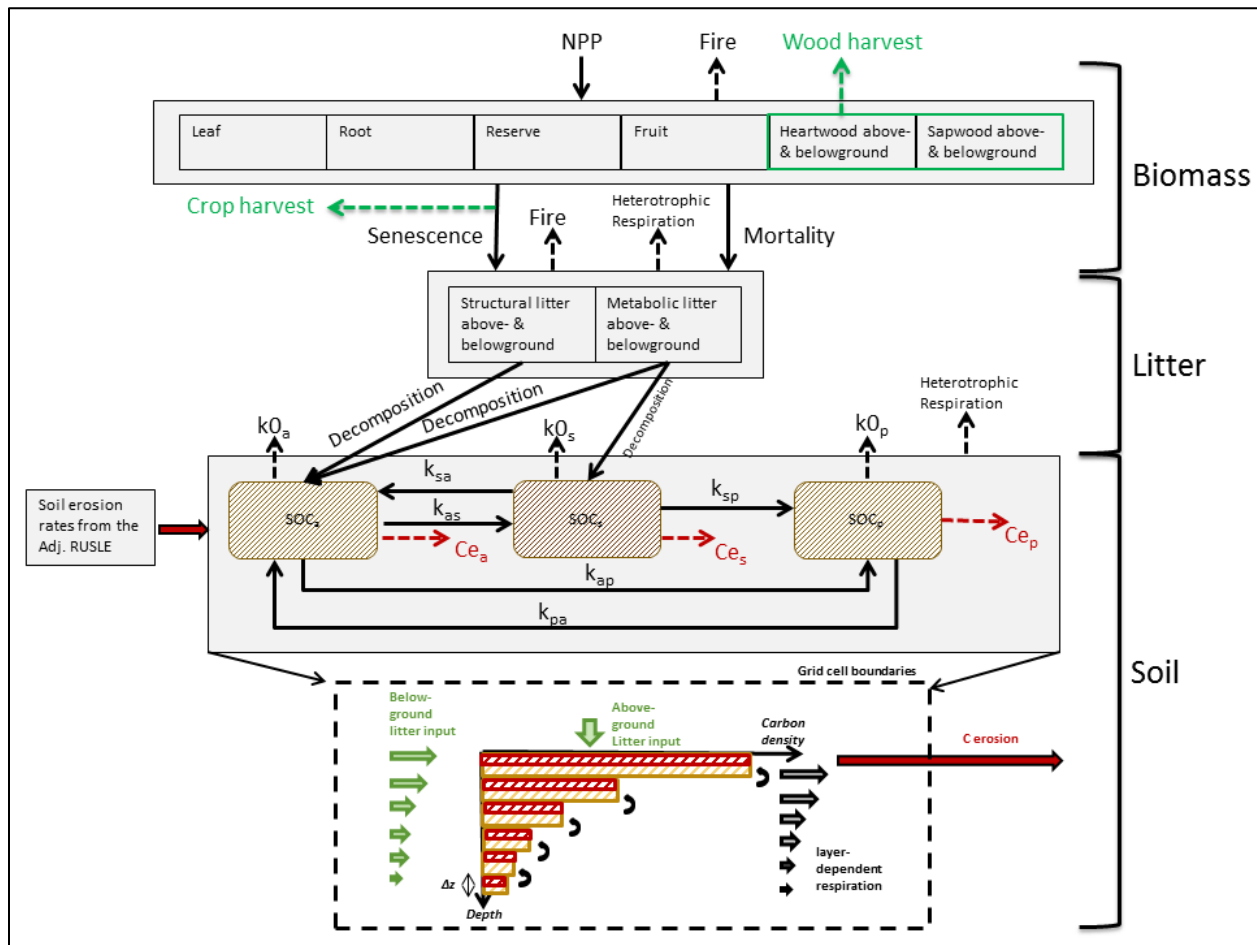 NPP
Fire
Wood harvest
Leaf
Root
Reserve
Fruit
Heartwood above-
& belowground
Sapwood above-
& belowground
Biomass
Crop harvest
Senescence
Fire
Heterotrophic
Respiration
Mortality
Structural litter
above- &
belowground
Metabolic litter
above- &
belowground
Litter
Decomposition
Decomposition
Decomposition
Heterotrophic
Respiration
k0a
k0s
k0p
Soil erosion
rates from the
Adj. RUSLE
SOCa
ksa
kas
SOCs
ksp
SOCp
Cea
Ces
Cep
kap
kpa
Soil
Grid cell boundaries
Below-
ground
litter input
Above-
ground
Litter input
Carbon
density
C erosion
layer-
dependent
respiration
Δz
Depth